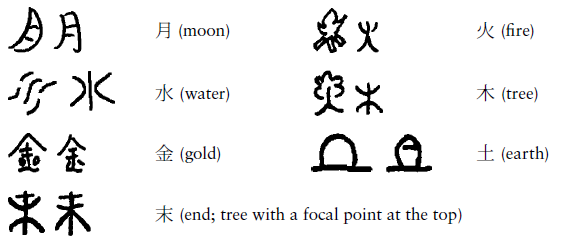 月 (moon) 火 (fire)
水 (water) 木 (tree)
金 (gold) 土 (earth)
末 (end; tree with a focal point at the top)